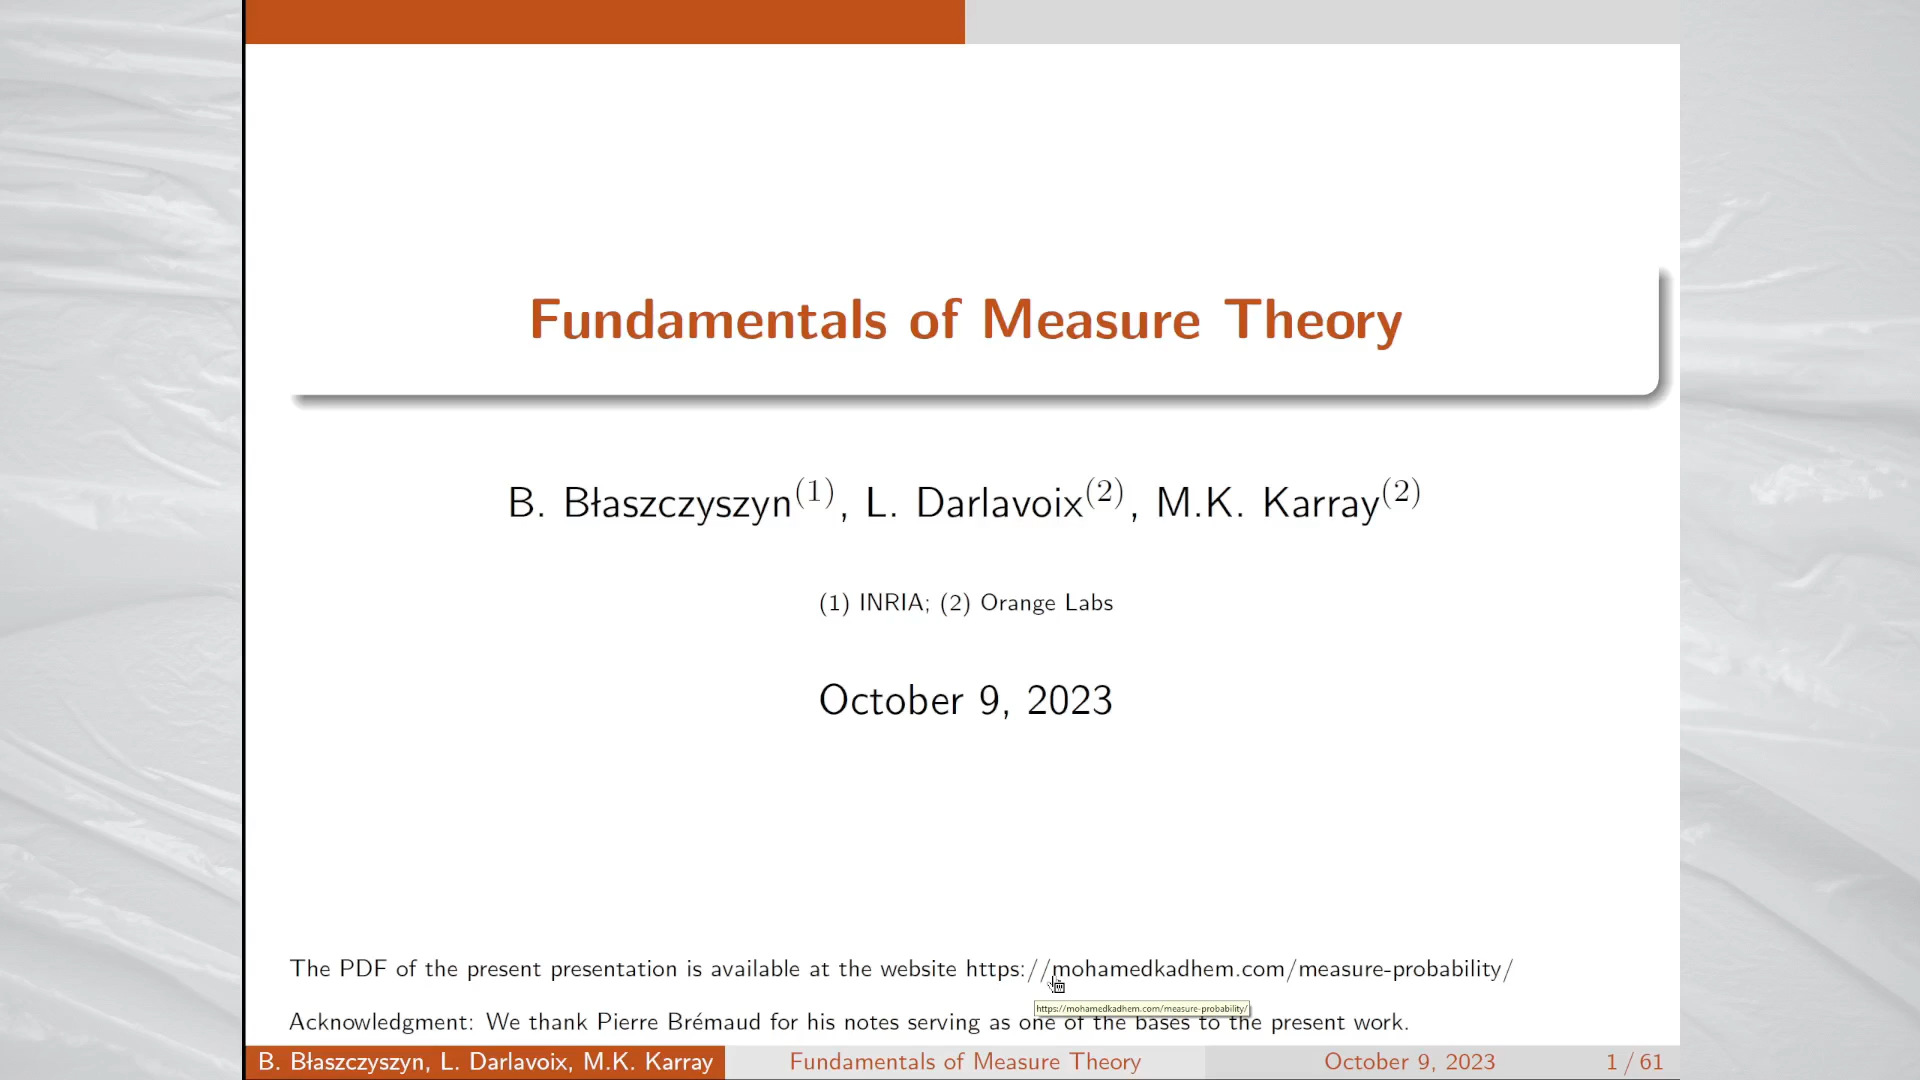 Fundamentals of Measure Theory
B. Błaszczyszyn(1), L. Darlavoix(2), M.K. Karray(2)
(1) INRIA; (2) Orange Labs
October 9, 2023
The PDF of the present presentation is available at the website https://mohamedkadhem.com/measure-probability/
https://mohamedkadhem.com/measure-probability/
Acknowledgment: We thank Pierre Brémaud for his notes serving as one of the bases to the present work.
B. Błaszczyszyn, L. Darlavoix, M.K. Karray Fundamentals of Measure Theory October 9, 2023 1 / 61